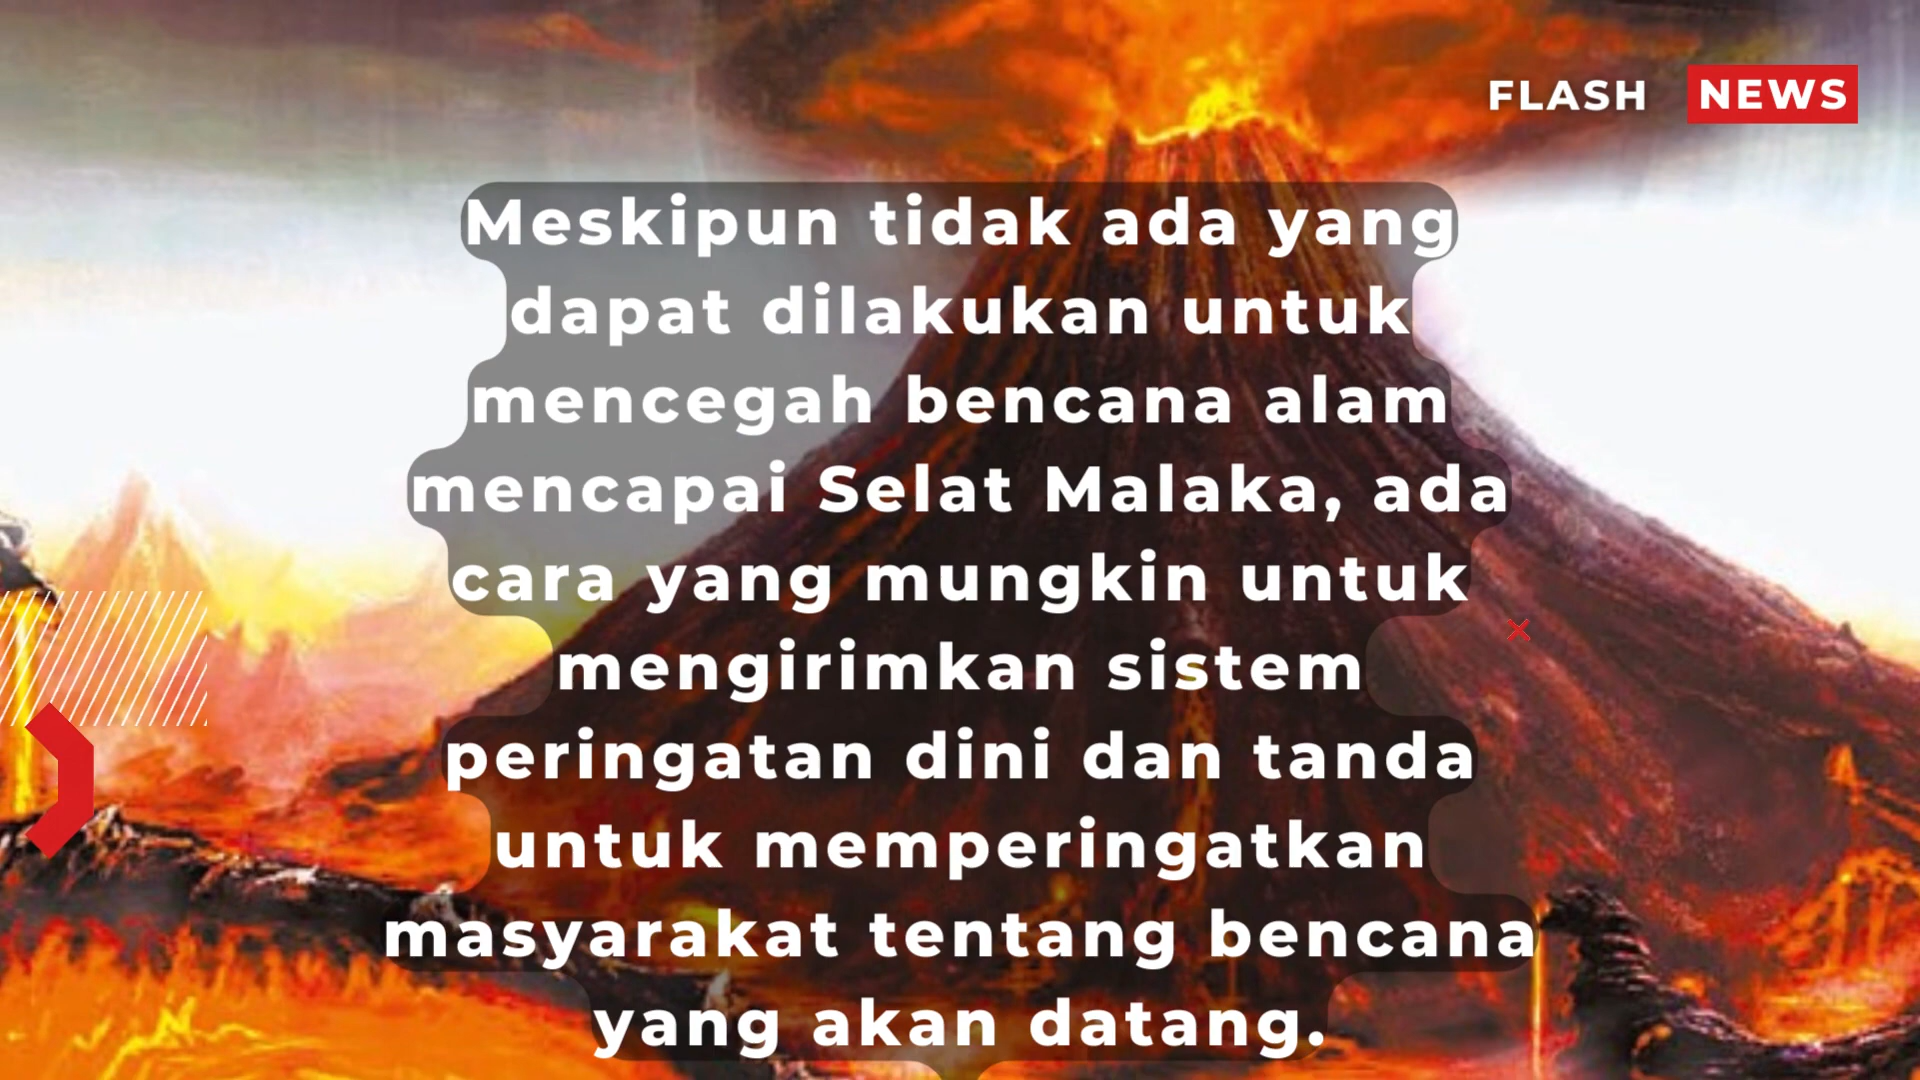 FLASH NEWS
Meskipun tidak ada yang
dapat dilakukan untuk
mencegah bencana alam
mencapai Selat Malaka, ada
cara yang mungkin untuk
mengirimkan sistem
peringatan dini dan tanda
untuk memperingatkan
masyarakat tentang bencana
yang akan datang.